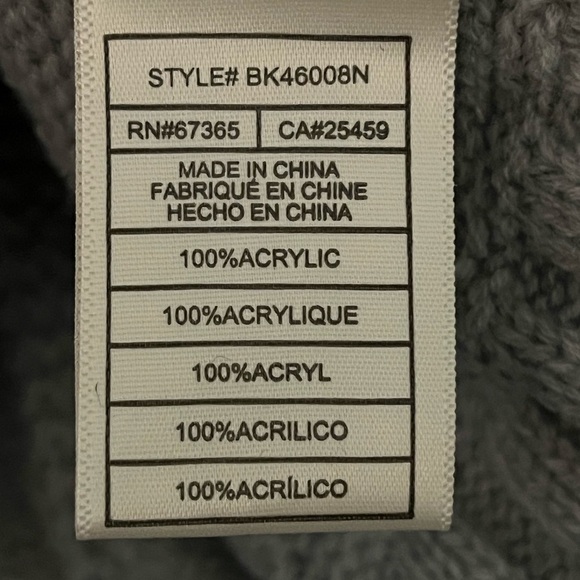 STYLE# BK46008N
RN#67365 CA#25459
MADE IN CHINA
FABRIQUÉ EN CHINE
HECHO EN CHINA
100%ACRYLIC
100%ACRYLIQUE
100%ACRYL
100%ACRILICO
100%ACRÍLICO